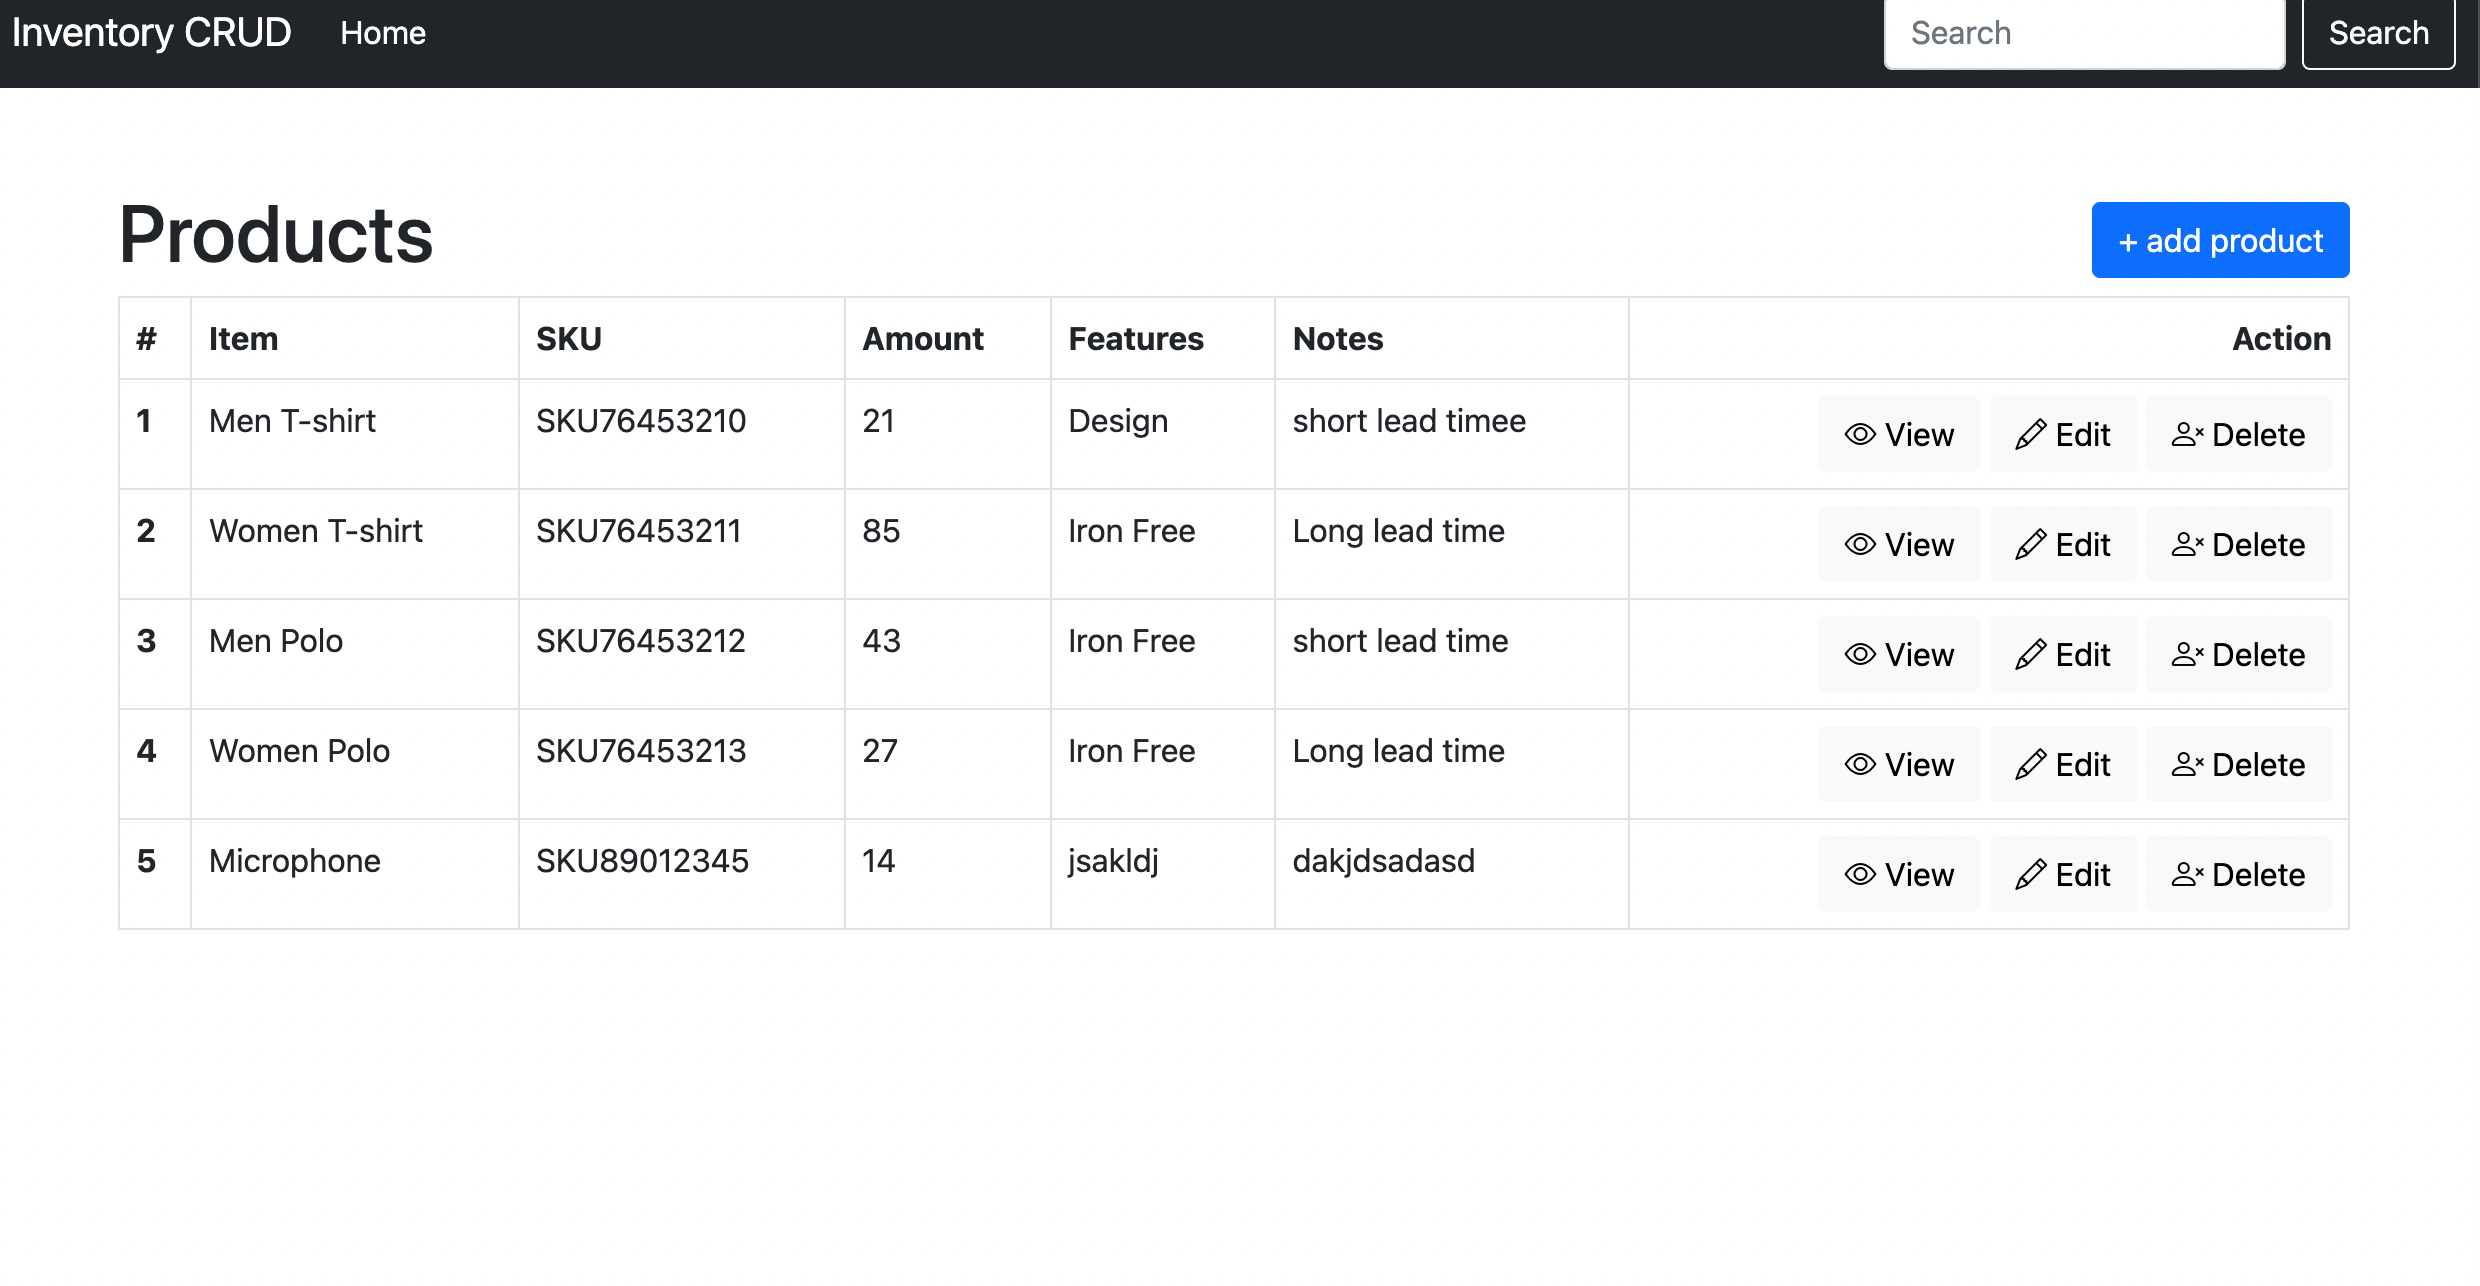 Inventory CRUD Home Search Search
Products + add product
# Item SKU Amount Features Notes Action
1 Men T-shirt SKU76453210 21 Design short lead timee View Edit Delete
2 Women T-shirt SKU76453211 85 Iron Free Long lead time View Edit Delete
3 Men Polo SKU76453212 43 Iron Free short lead time View Edit Delete
4 Women Polo SKU76453213 27 Iron Free Long lead time View Edit Delete
5 Microphone SKU89012345 14 jsakldj dakjdsadasd View Edit Delete